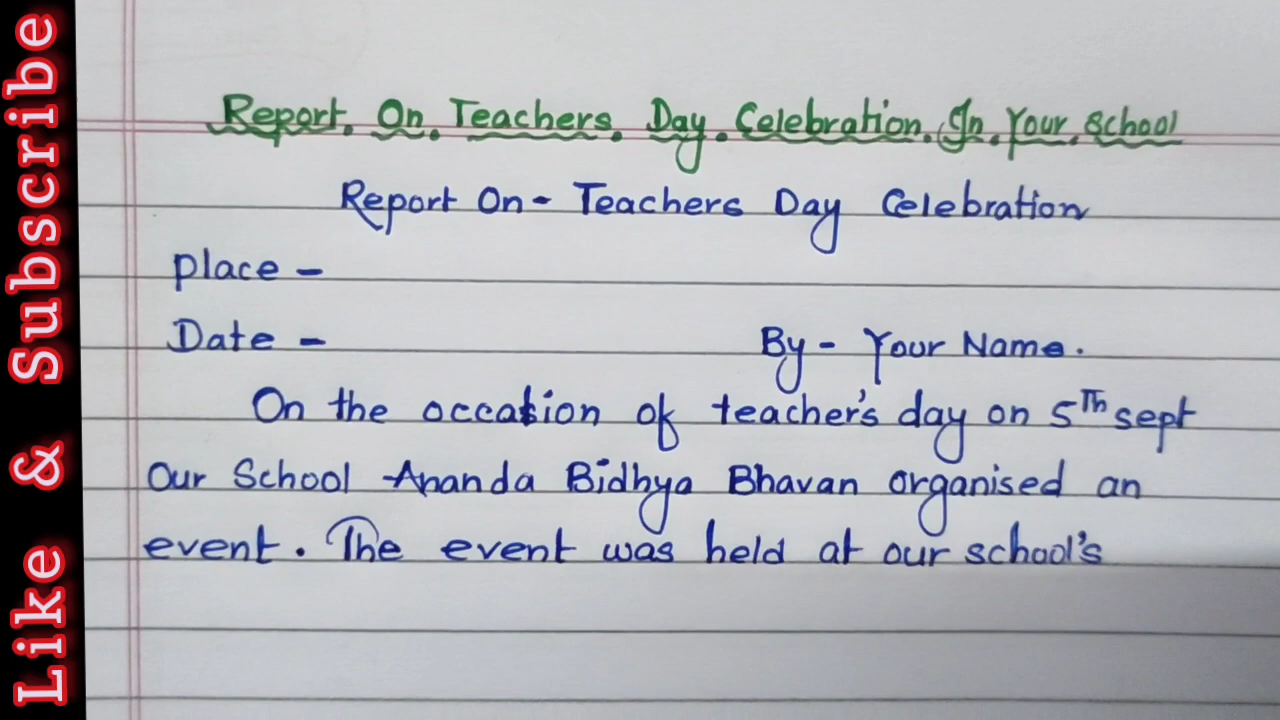 Like & Subscribe
Report. On. Teachers. Day. Celebration. In. Your. School
Report On - Teachers Day Celebration
Place -
Date -
By - Your Name.
On the occasion of teacher's day on 5Th sept
Our School Ananda Bidhya Bhavan organised an
event. The event was held at our school's